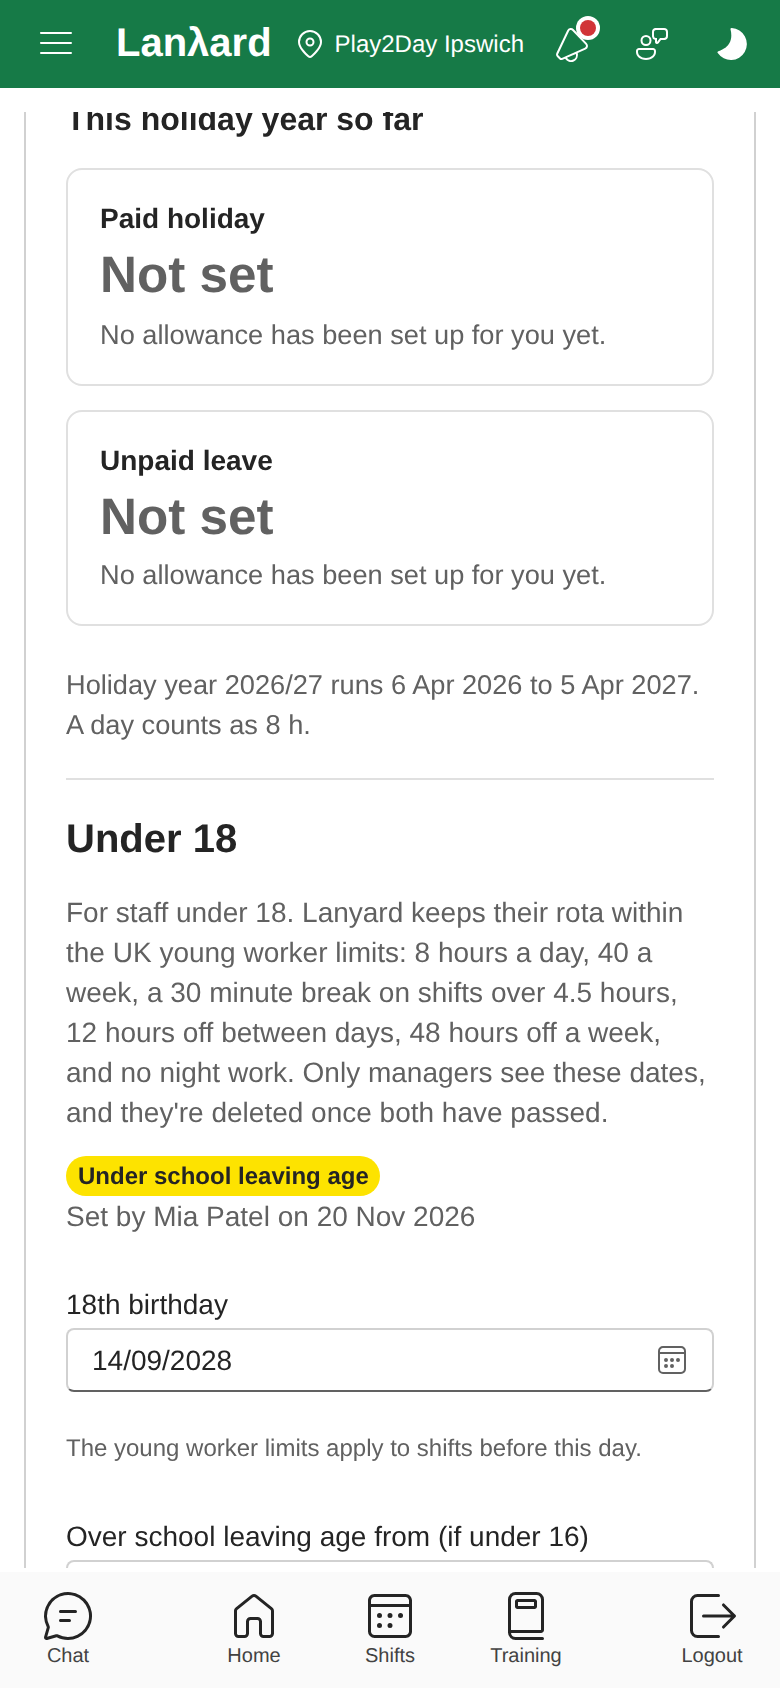 Lanλard
Play2Day Ipswich
This holiday year so far
Paid holiday
Not set
No allowance has been set up for you yet.
Unpaid leave
Not set
No allowance has been set up for you yet.
Holiday year 2026/27 runs 6 Apr 2026 to 5 Apr 2027.
A day counts as 8 h.
Under 18
For staff under 18. Lanyard keeps their rota within
the UK young worker limits: 8 hours a day, 40 a
week, a 30 minute break on shifts over 4.5 hours,
12 hours off between days, 48 hours off a week,
and no night work. Only managers see these dates,
and they're deleted once both have passed.
Under school leaving age
Set by Mia Patel on 20 Nov 2026
18th birthday
14/09/2028
The young worker limits apply to shifts before this day.
Over school leaving age from (if under 16)
Chat
Home
Shifts
Training
Logout